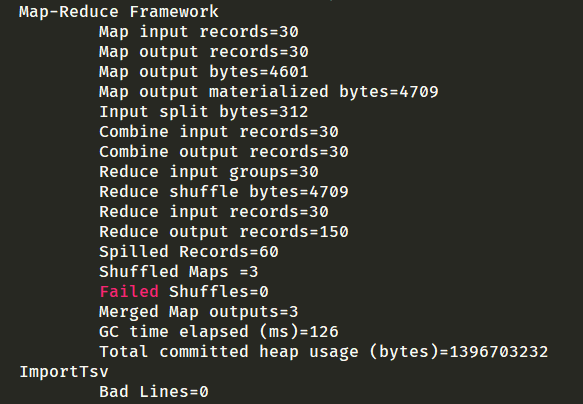 Map-Reduce Framework
Map input records=30
Map output records=30
Map output bytes=4601
Map output materialized bytes=4709
Input split bytes=312
Combine input records=30
Combine output records=30
Reduce input groups=30
Reduce shuffle bytes=4709
Reduce input records=30
Reduce output records=150
Spilled Records=60
Shuffled Maps =3
Failed Shuffles=0
Merged Map outputs=3
GC time elapsed (ms)=126
Total committed heap usage (bytes)=1396703232
ImportTsv
Bad Lines=0